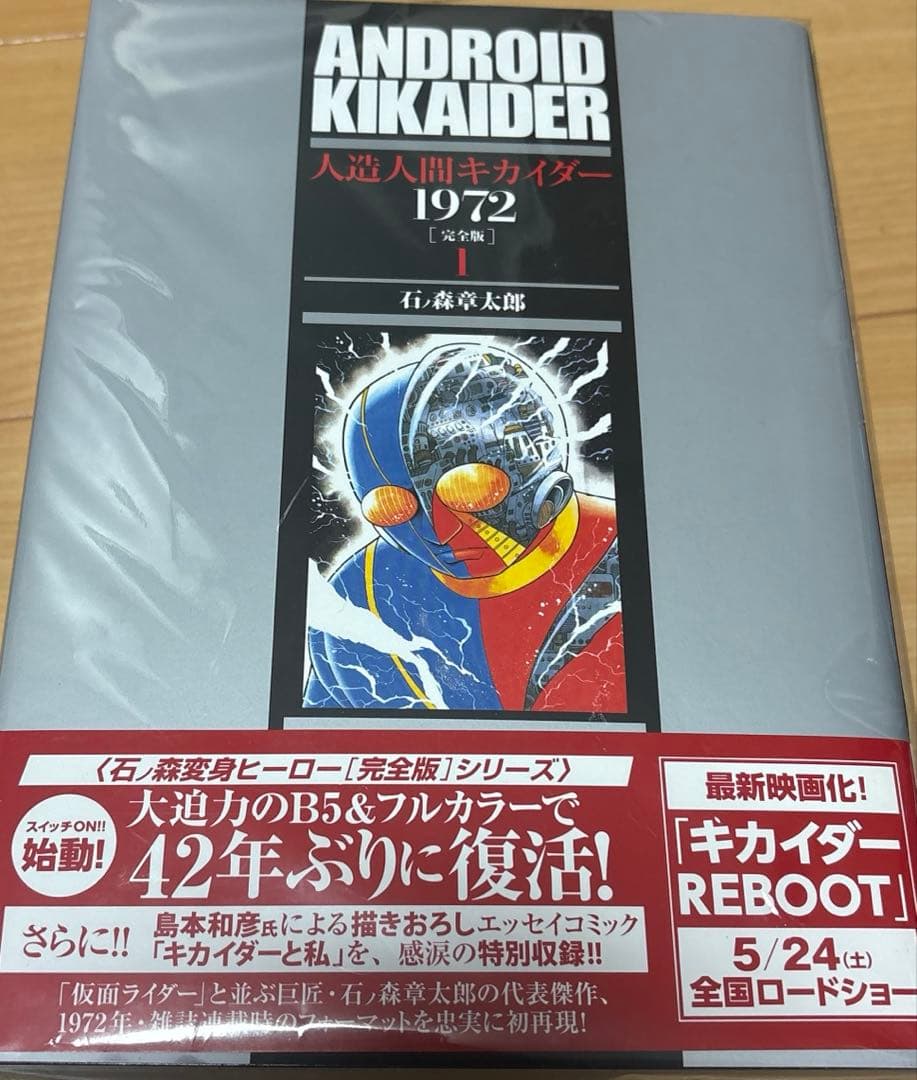 ANDROID
KIKAIDER
人造人間キカイダー
1972
[完全版]
1
石ノ森章太郎
〈石ノ森変身ヒーロー[完全版]シリーズ〉
スイッチON!!
始動!
大迫力のB5&フルカラーで
42年ぶりに復活!
さらに!!
島本和彦氏による描きおろしエッセイコミック
「キカイダーと私」を、感涙の特別収録!!
「仮面ライダー」と並ぶ巨匠・石ノ森章太郎の代表傑作、
1972年・雑誌連載時のフォーマットを忠実に初再現!
最新映画化!
「キカイダー
REBOOT」
5/24(土)
全国ロードショー